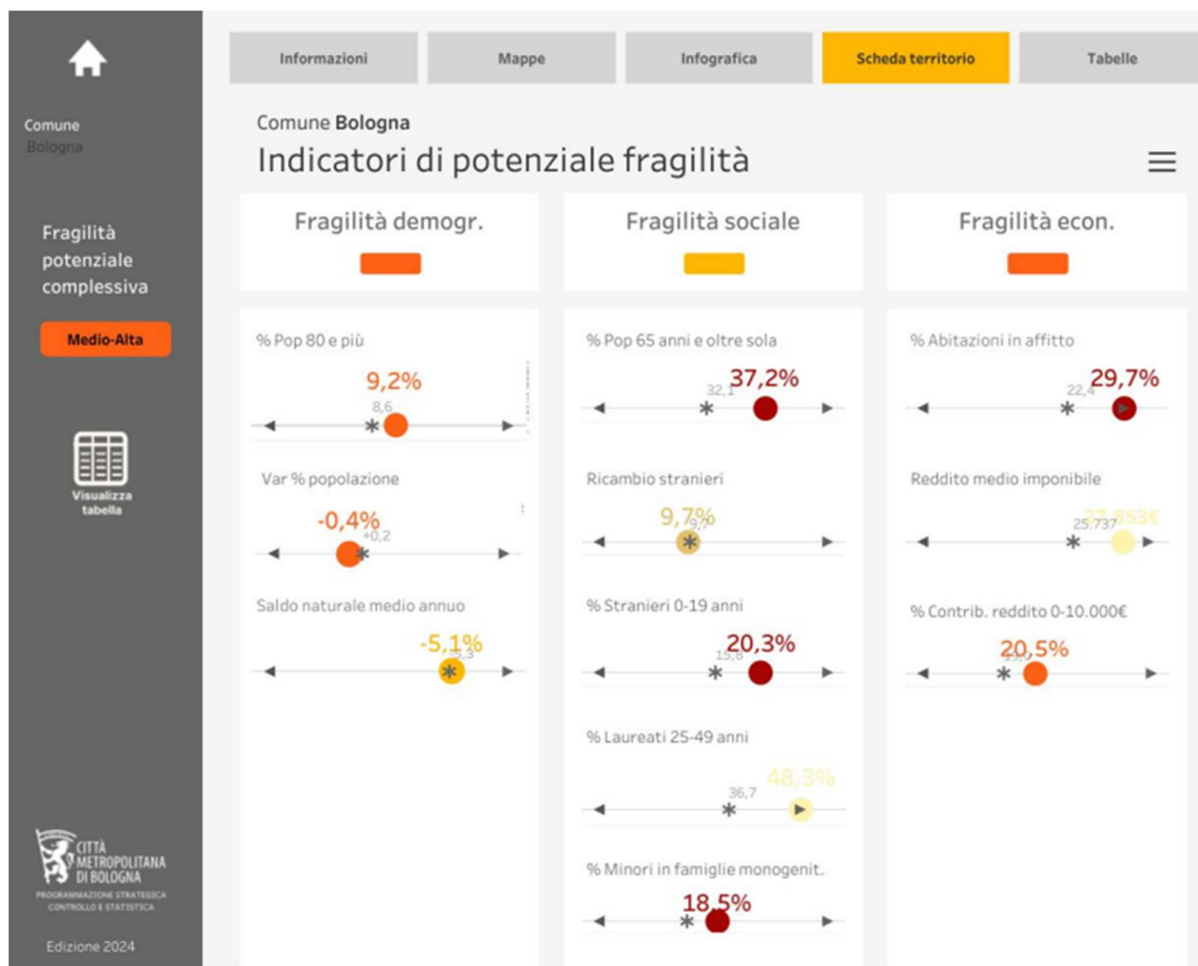 Informazioni
Mappe
Infografica
Scheda territorio
Tabelle
Comune
Bologna
Fragilità
potenziale
complessiva
Medio-Alta
Visualizza
tabella
CITTÀ
METROPOLITANA
DI BOLOGNA
PROGRAMMAZIONE STRATEGICA
CONTROLLO E STATISTICA
Edizione 2024
Comune Bologna
Indicatori di potenziale fragilità
Fragilità demogr.
% Pop 80 e più
9,2%
8,6
Var % popolazione
-0,4%
+0,2
Saldo naturale medio annuo
-5,1%
-5,3
Fragilità sociale
% Pop 65 anni e oltre sola
37,2%
32,1
Ricambio stranieri
9,7%
9,7
% Stranieri 0-19 anni
20,3%
15,8
% Laureati 25-49 anni
48,3%
36,7
% Minori in famiglie monogenit.
18,5%
Fragilità econ.
% Abitazioni in affitto
29,7%
22,4
Reddito medio imponibile
25.737
% Contrib. reddito 0-10.000€
20,5%